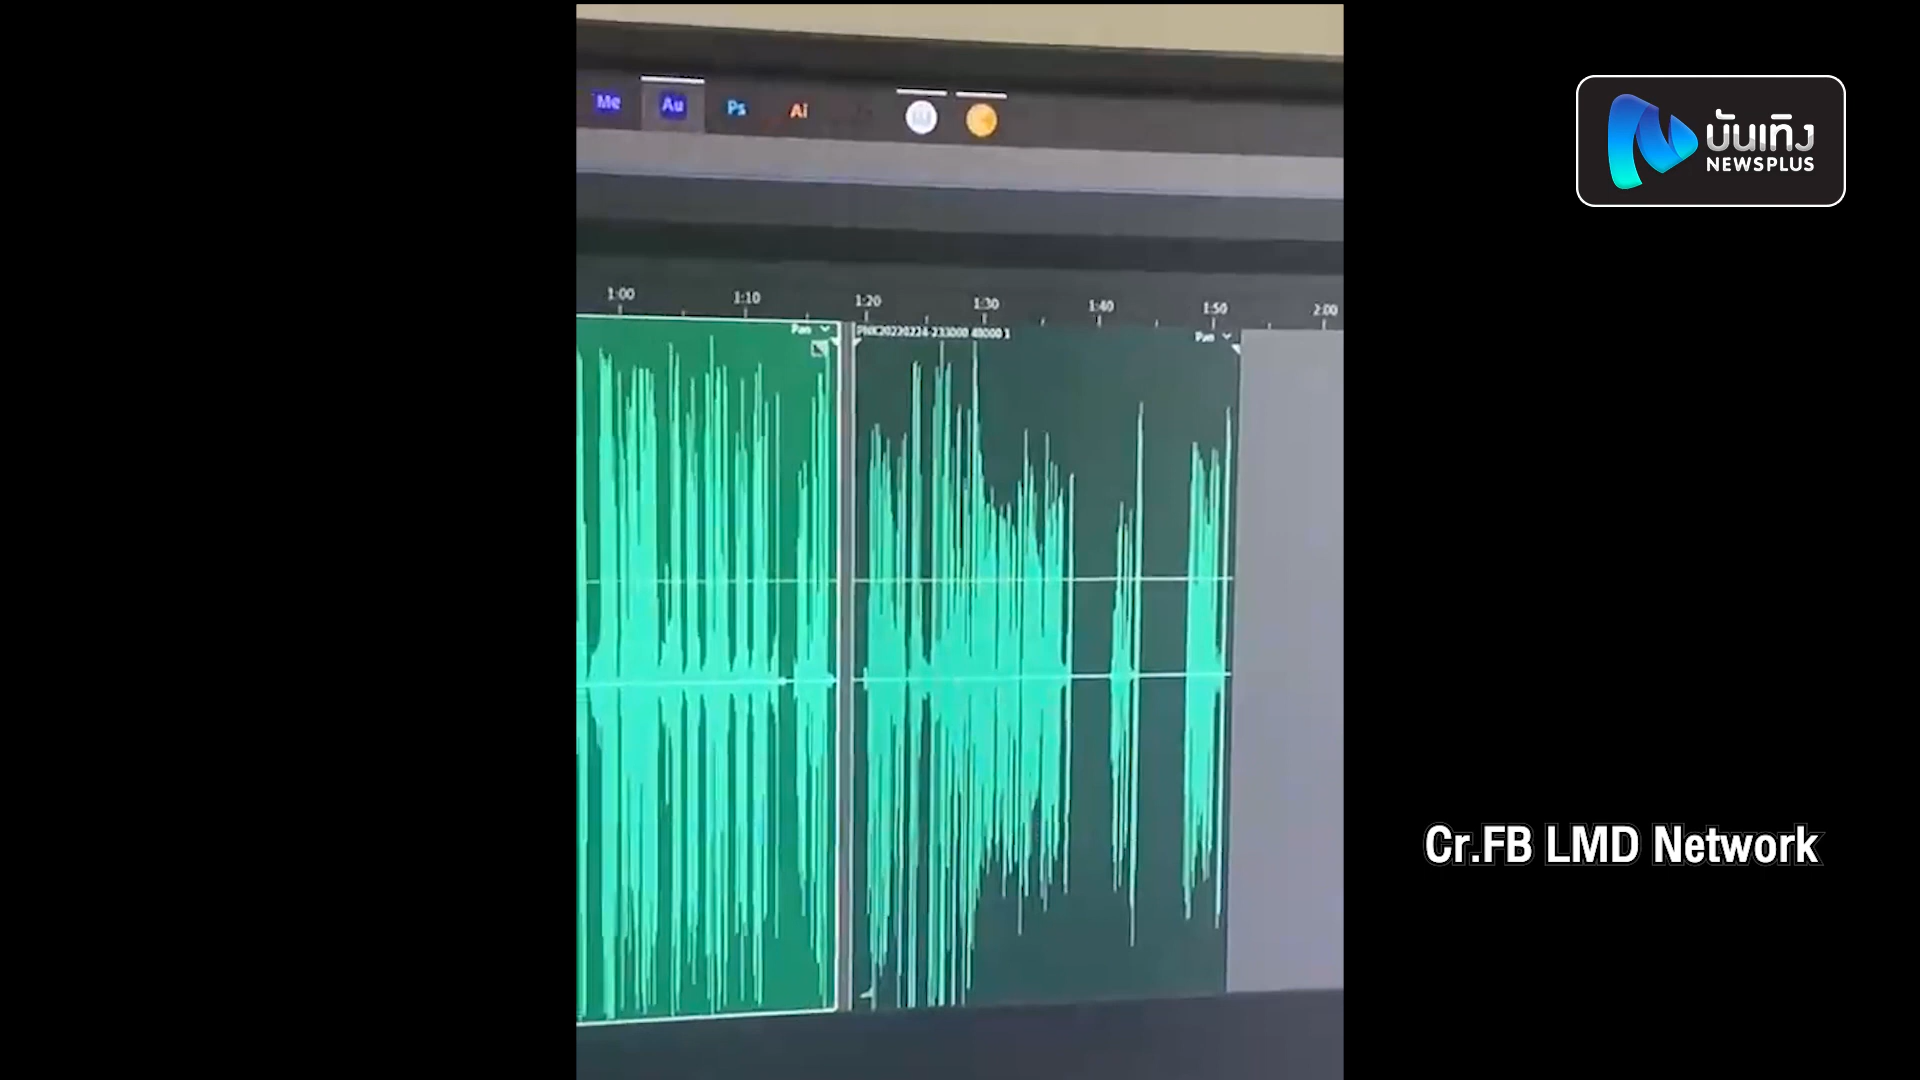 Me Au Ps Ai
บันเทิง
NEWSPLUS
1:00 1:10 1:20 1:30 1:40 1:50 2:00
Pan
Pan
Cr.FB LMD Network